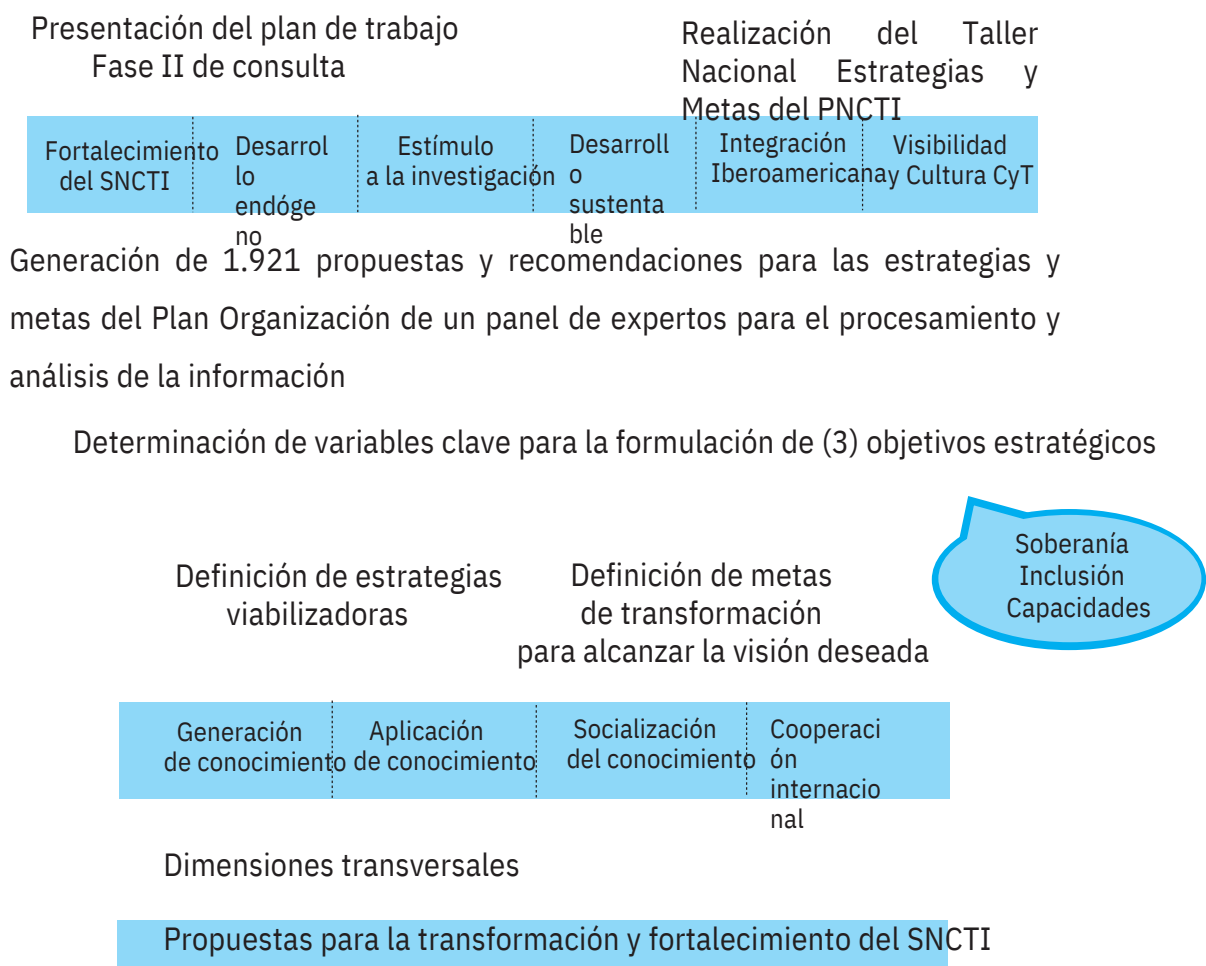 Presentación del plan de trabajo
Fase II de consulta
Realización del Taller
Nacional Estrategias y
Metas del PNCTI
Fortalecimiento
del SNCTI
Desarrol
lo
endóge
no
Estímulo
a la investigación
Desarroll
o
sustenta
ble
Integración
Iberoamericana
Visibilidad
y Cultura CyT
Generación de 1.921 propuestas y recomendaciones para las estrategias y
metas del Plan Organización de un panel de expertos para el procesamiento y
análisis de la información
Determinación de variables clave para la formulación de (3) objetivos estratégicos
Soberanía
Inclusión
Capacidades
Definición de estrategias
viabilizadoras
Definición de metas
de transformación
para alcanzar la visión deseada
Generación
de conocimiento
Aplicación
de conocimiento
Socialización
del conocimiento
Cooperaci
ón
internacio
nal
Dimensiones transversales
Propuestas para la transformación y fortalecimiento del SNCTI